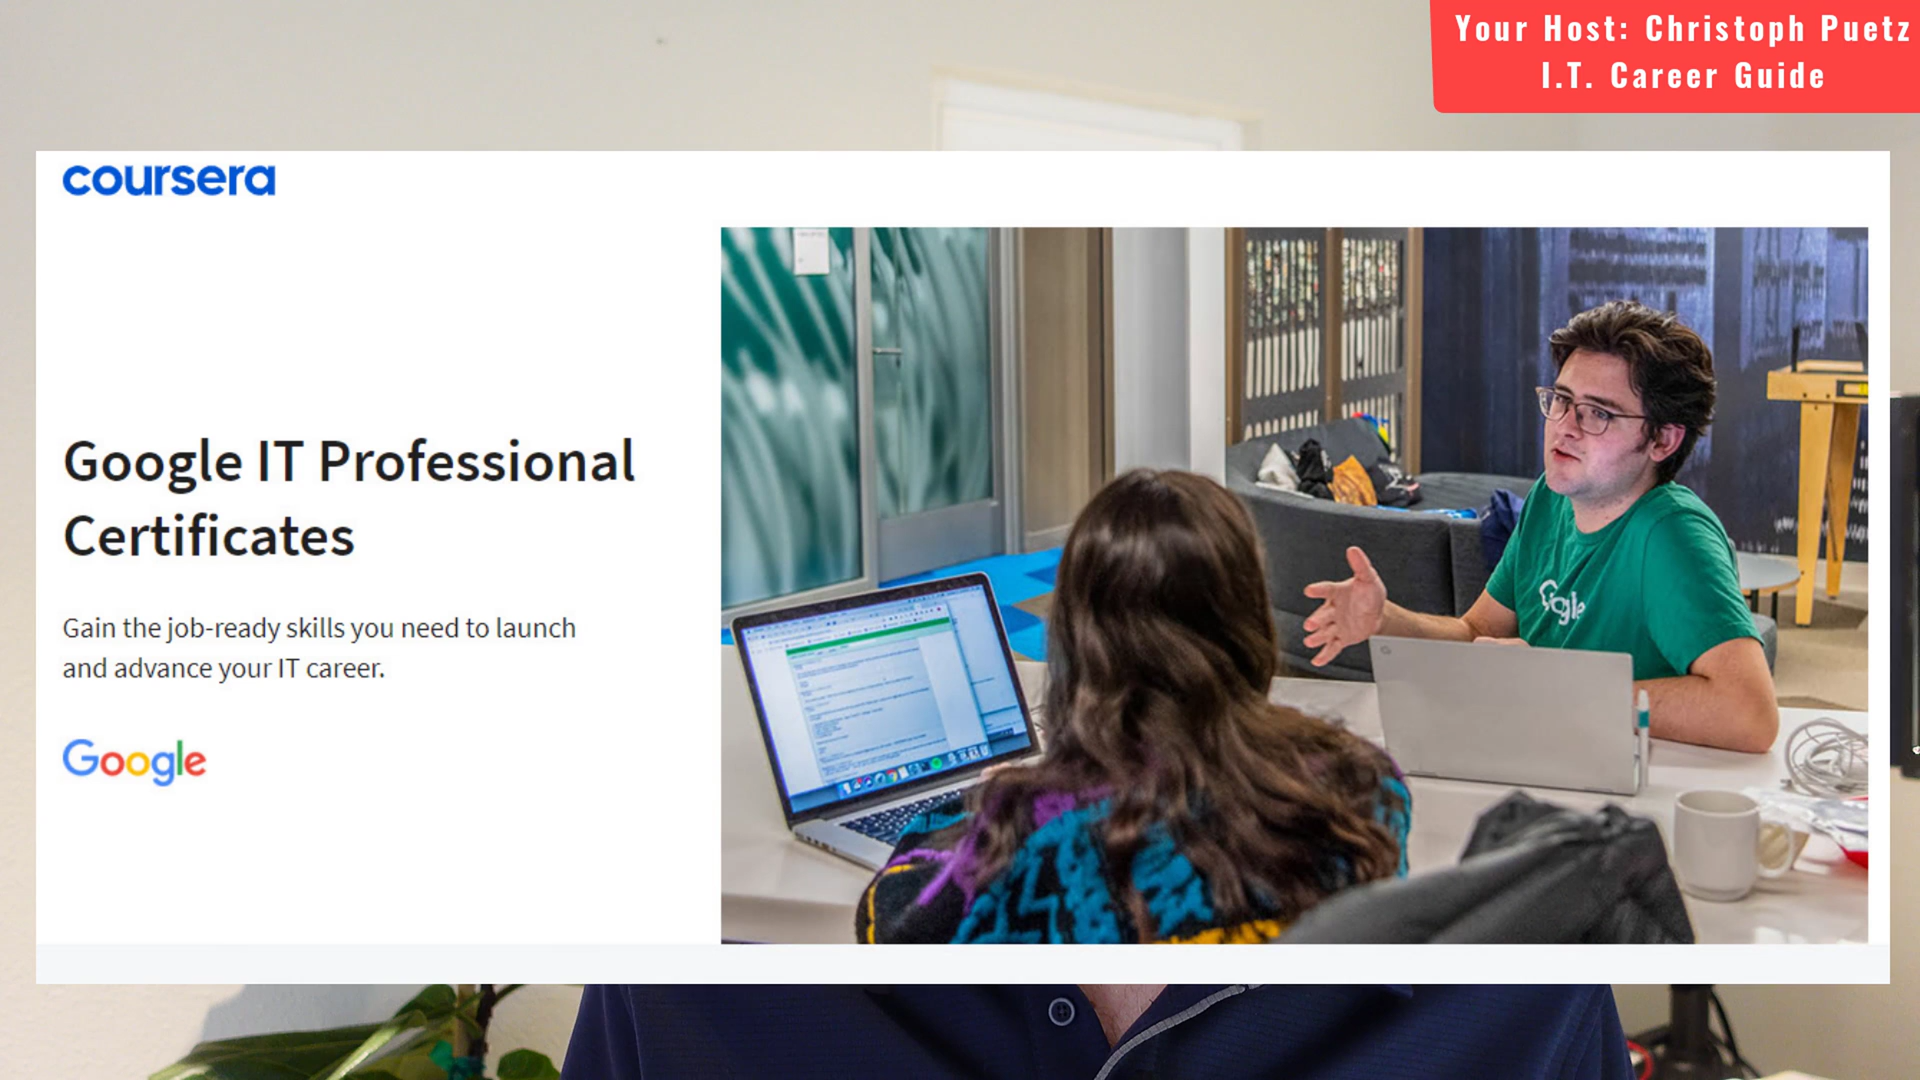 Your Host: Christoph Puetz
I.T. Career Guide
coursera
Google IT Professional
Certificates
Gain the job-ready skills you need to launch
and advance your IT career.
Google
Google